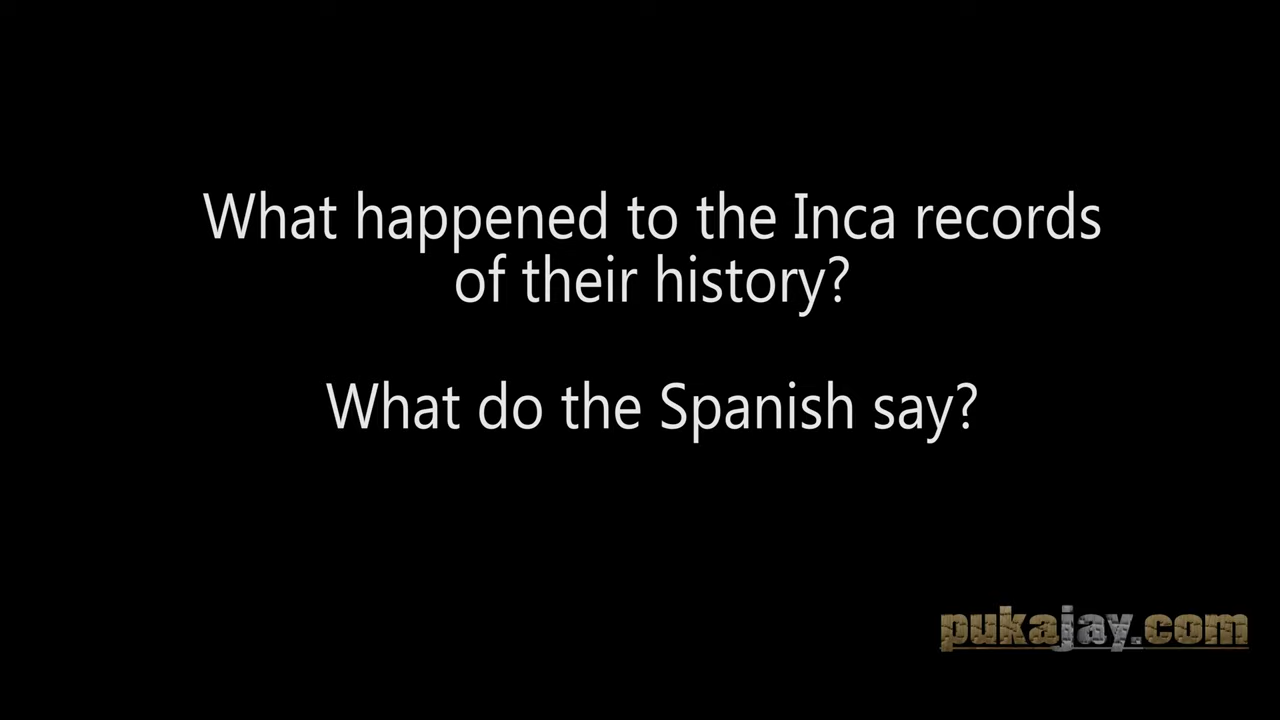 What happened to the Inca records
of their history?
What do the Spanish say?
pukajay.com